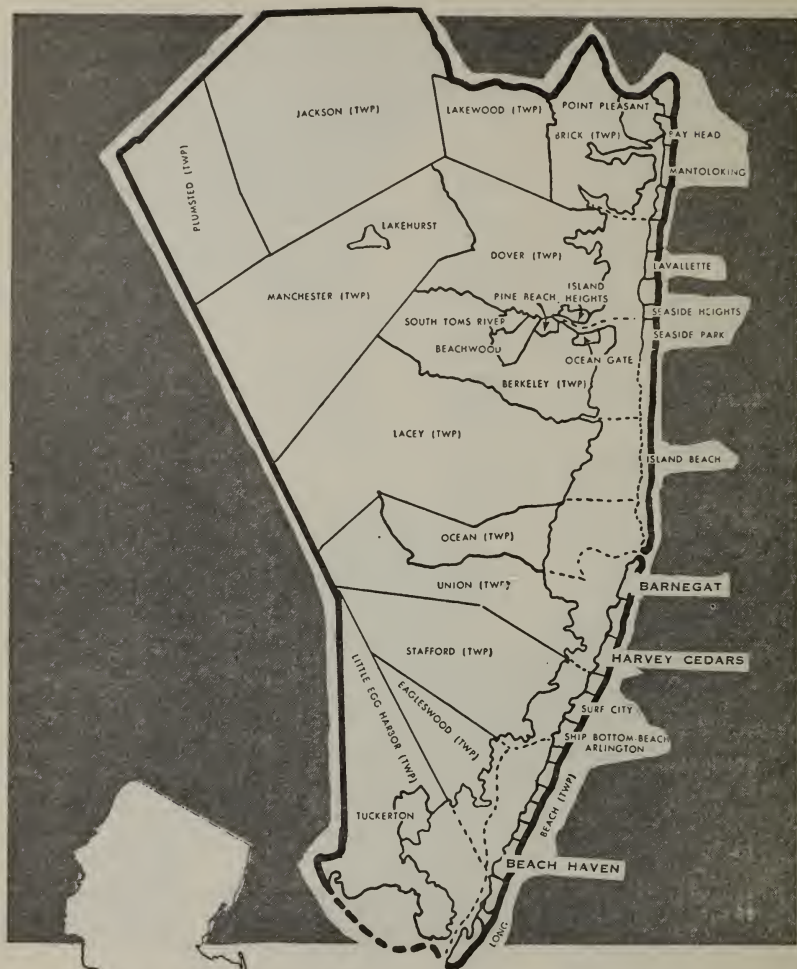 JACKSON (TWP)
LAKEWOOD (TWP)
POINT PLEASANT
BRICK (TWP)
BAY HEAD
MANTOLOKING
PLUMSTED (TWP)
LAKEHURST
DOVER (TWP)
LAVALLETTE
MANCHESTER (TWP)
PINE BEACH
ISLAND
HEIGHTS
SEASIDE HEIGHTS
SOUTH TOMS RIVER
SEASIDE PARK
BEACHWOOD
OCEAN GATE
BERKELEY (TWP)
LACEY (TWP)
ISLAND BEACH
OCEAN (TWP)
UNION (TWP)
BARNEGAT
STAFFORD (TWP)
HARVEY CEDARS
LITTLE EGG HARBOR (TWP)
EAGLESWOOD (TWP)
SURF CITY
SHIP BOTTOM-BEACH
ARLINGTON
TUCKERTON
BEACH HAVEN
LONG BEACH (TWP)